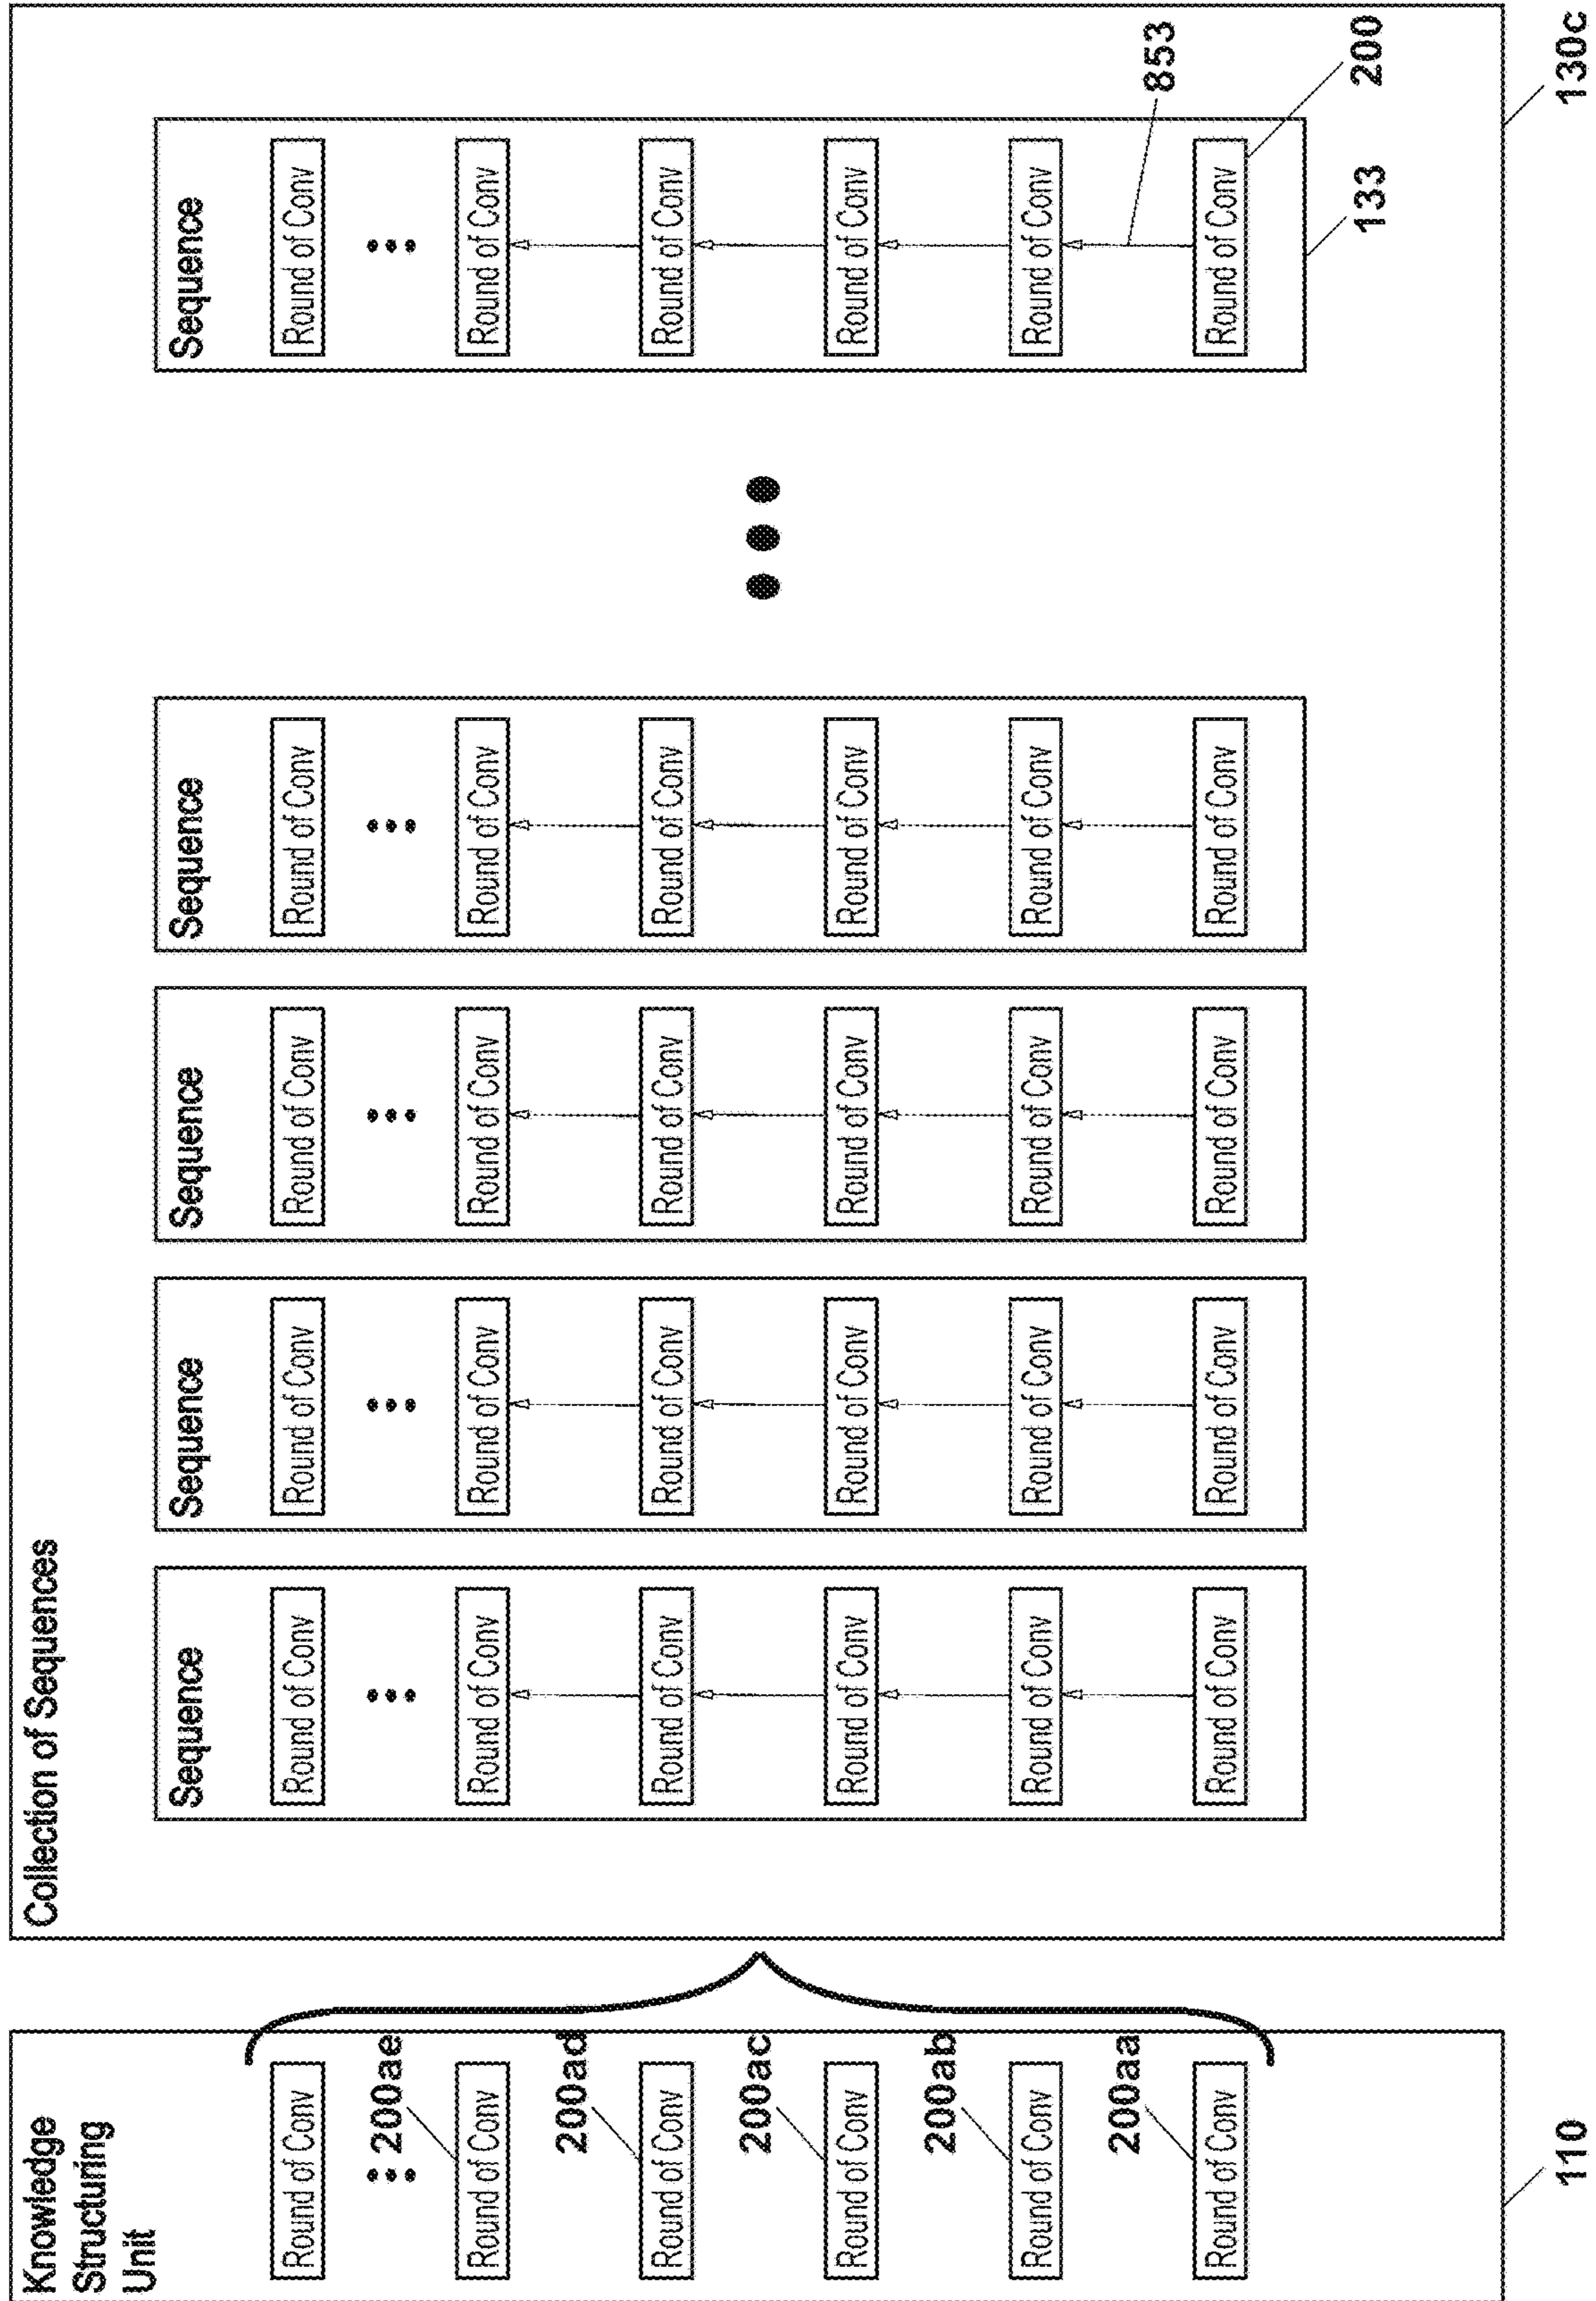 Knowledge
Structuring
Unit
Round of Conv
200ae
Round of Conv
200ad
Round of Conv
200ac
Round of Conv
200ab
Round of Conv
200aa
Round of Conv
110
Collection of Sequences
Sequence
Round of Conv
Round of Conv
Round of Conv
Round of Conv
Round of Conv
Round of Conv
Sequence
Round of Conv
Round of Conv
Round of Conv
Round of Conv
Round of Conv
Round of Conv
Sequence
Round of Conv
Round of Conv
Round of Conv
Round of Conv
Round of Conv
Round of Conv
Sequence
Round of Conv
Round of Conv
Round of Conv
Round of Conv
Round of Conv
Round of Conv
Sequence
Round of Conv
Round of Conv
Round of Conv
Round of Conv
Round of Conv
853
Round of Conv
200
133
130c